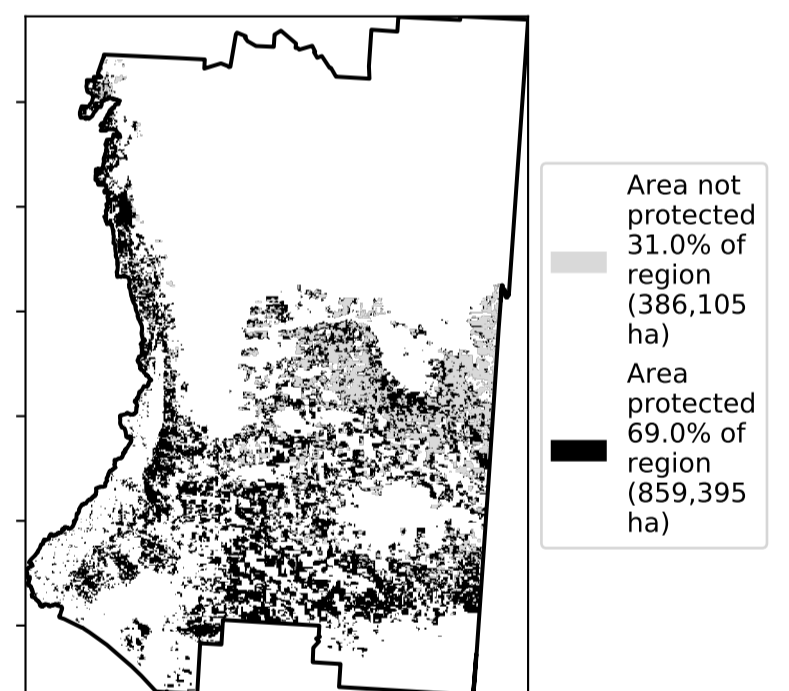 Area not
protected
31.0% of
region
(386,105
ha)
Area
protected
69.0% of
region
(859,395
ha)